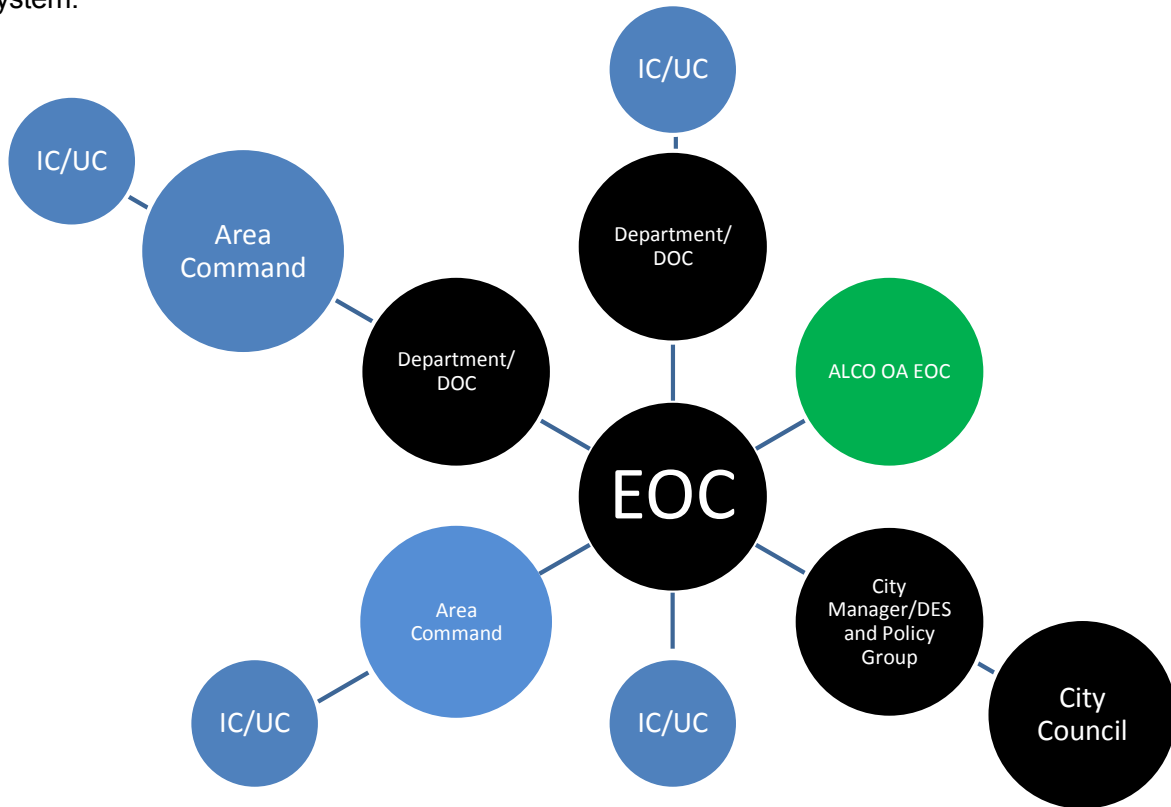 ystem.
IC/UC
IC/UC
Area
Command
Department/
DOC
Department/
DOC
ALCO OA EOC
EOC
Area
Command
City
Manager/DES
and Policy
Group
IC/UC
IC/UC
City
Council